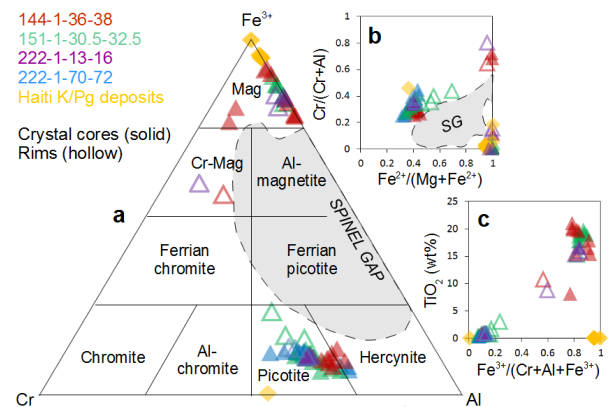 144-1-36-38
151-1-30.5-32.5
222-1-13-16
222-1-70-72
Haiti K/Pg deposits
Crystal cores (solid)
Rims (hollow)
a
Fe³⁺
Mag
Cr-Mag
Al-
magnetite
SPINEL GAP
Ferrian
chromite
Ferrian
picotite
Chromite
Al-
chromite
Picotite
Hercynite
Cr
Al
b
Cr/(Cr+Al)
1
0.8
0.6
0.4
0.2
0
SG
0 0.2 0.4 0.6 0.8 1
Fe²⁺/(Mg+Fe²⁺)
c
TiO₂ (wt%)
25
20
15
10
5
0
0 0.2 0.4 0.6 0.8 1
Fe³⁺/(Cr+Al+Fe³⁺)